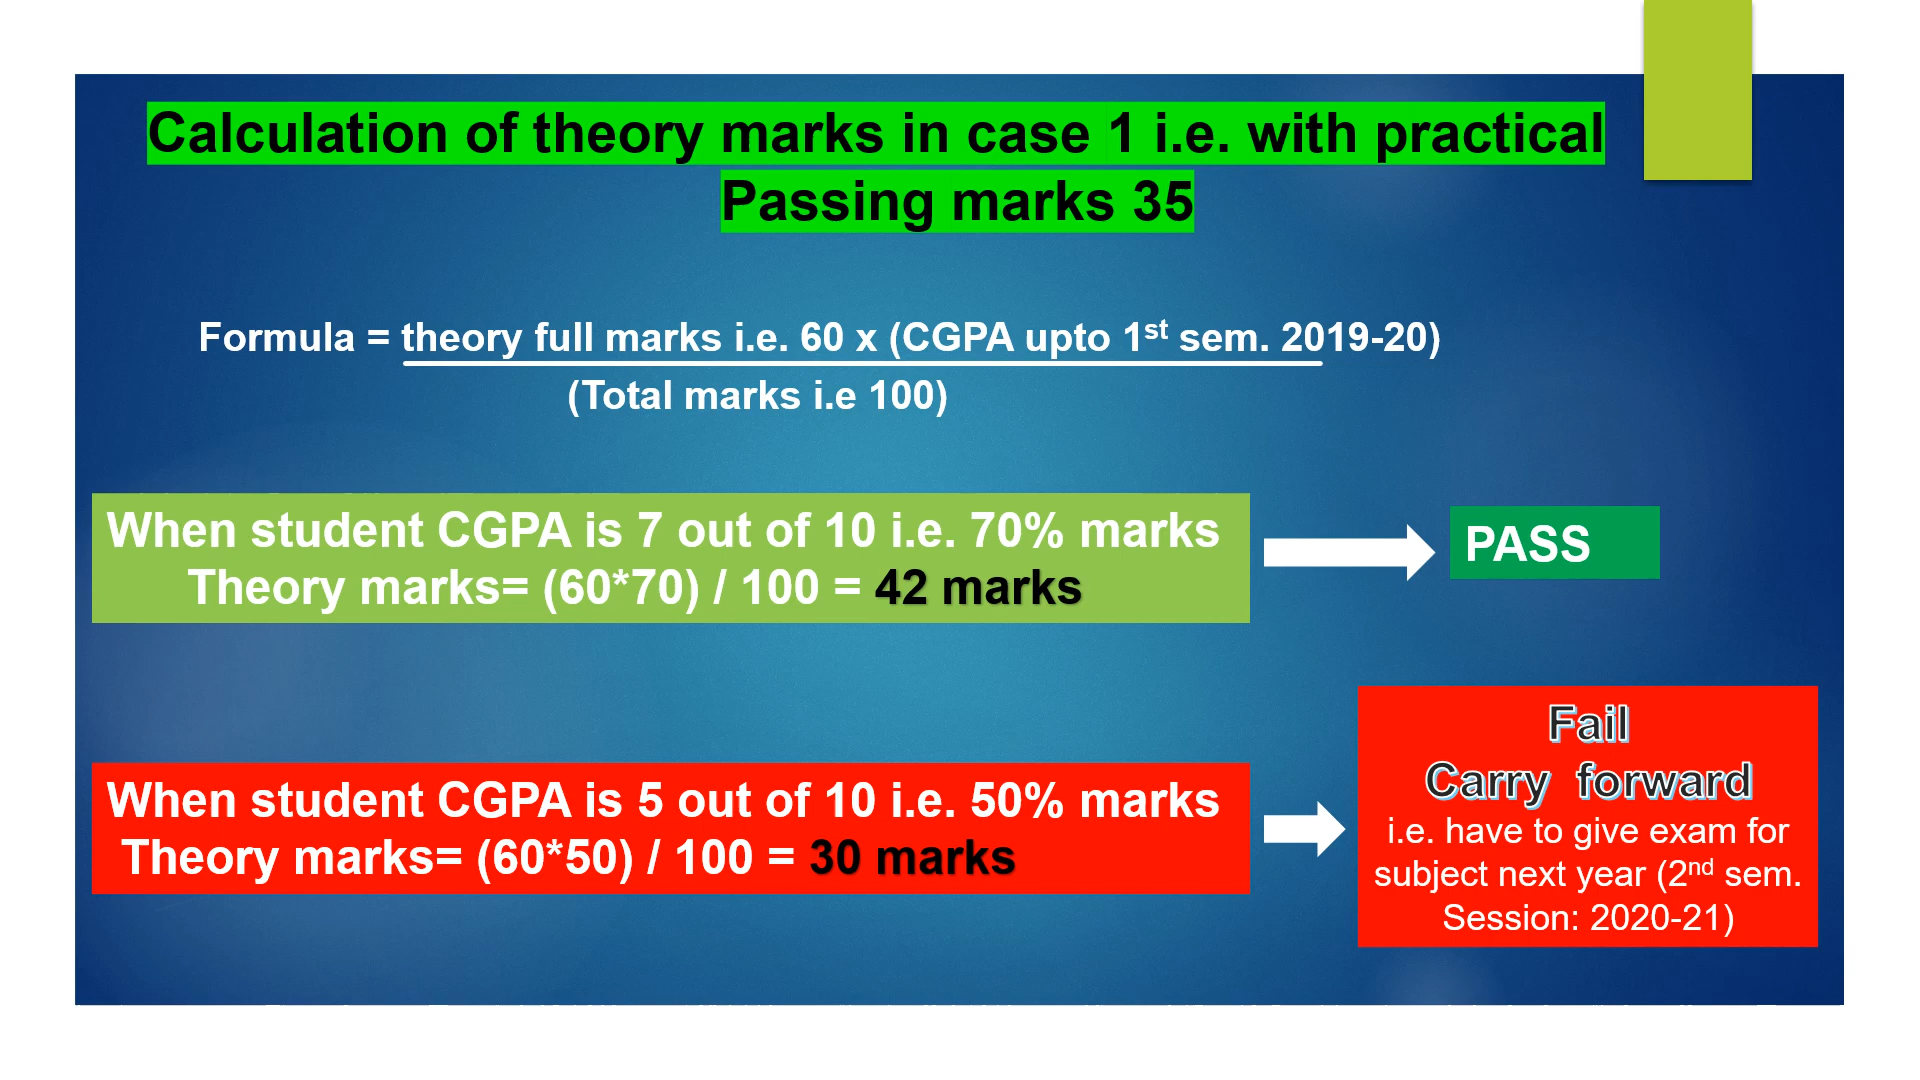 Calculation of theory marks in case 1 i.e. with practical
Passing marks 35
Formula = theory full marks i.e. 60 x (CGPA upto 1st sem. 2019-20)
(Total marks i.e 100)
When student CGPA is 7 out of 10 i.e. 70% marks
Theory marks= (60*70) / 100 = 42 marks
PASS
When student CGPA is 5 out of 10 i.e. 50% marks
Theory marks= (60*50) / 100 = 30 marks
Fail
Carry forward
i.e. have to give exam for
subject next year (2nd sem.
Session: 2020-21)